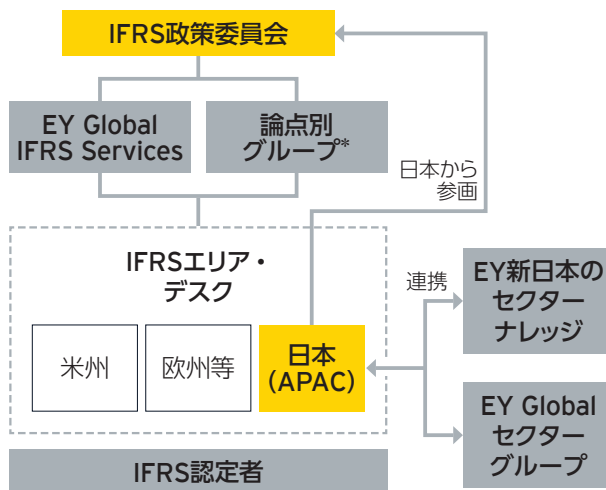 IFRS政策委員会
EY Global
IFRS Services
論点別
グループ*
日本から
参画
IFRSエリア・
デスク
米州
欧州等
日本
(APAC)
連携
EY新日本の
セクター
ナレッジ
EY Global
セクター
グループ
IFRS認定者